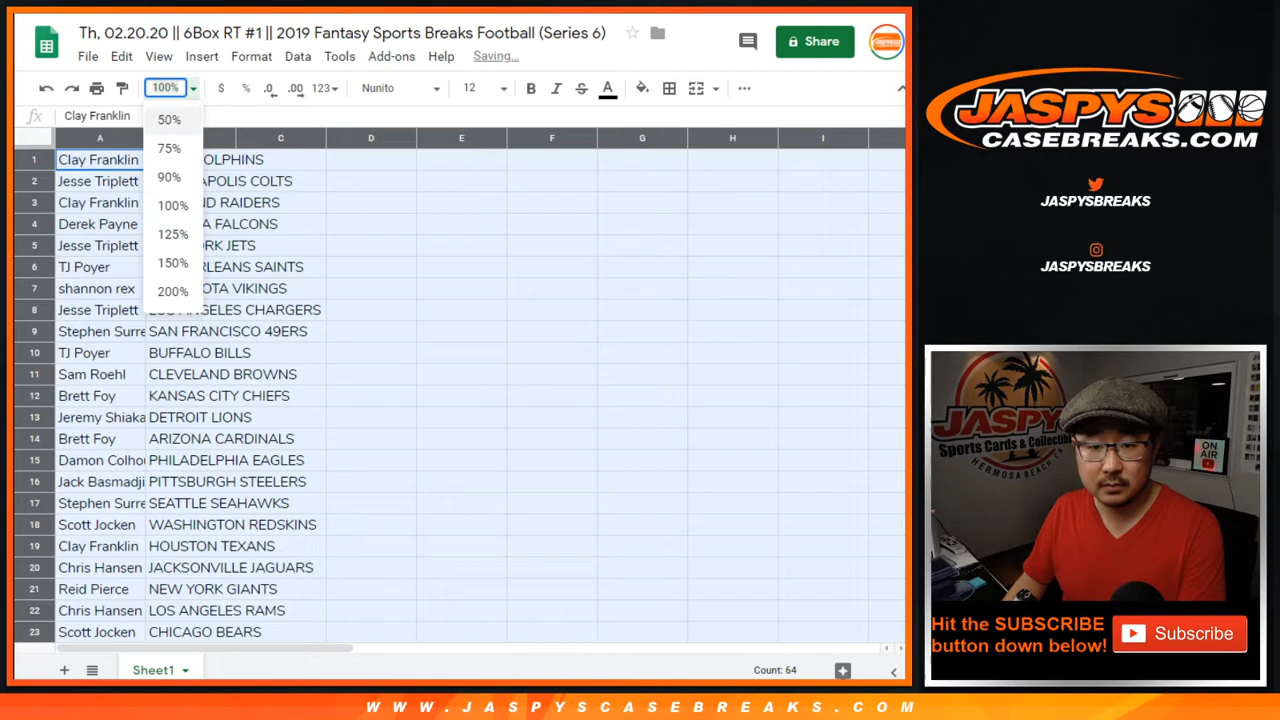 Th, 02.20.20 || 6Box RT #1 || 2019 Fantasy Sports Breaks Football (Series 6)
File Edit View Insert Format Data Tools Add-ons Help Saving...
Share
100% $ % .0 .00 123 Nunito 12 B I S A
fx Clay Franklin
50%
75%
90%
100%
125%
150%
200%
A C D E F G H I
1 Clay Franklin OLPHINS
2 Jesse Triplett APOLIS COLTS
3 Clay Franklin ND RAIDERS
4 Derek Payne A FALCONS
5 Jesse Triplett RK JETS
6 TJ Poyer RLEANS SAINTS
7 shannon rex OTA VIKINGS
8 Jesse Triplett LOS ANGELES CHARGERS
9 Stephen Surre SAN FRANCISCO 49ERS
10 TJ Poyer BUFFALO BILLS
11 Sam Roehl CLEVELAND BROWNS
12 Brett Foy KANSAS CITY CHIEFS
13 Jeremy Shiaka DETROIT LIONS
14 Brett Foy ARIZONA CARDINALS
15 Damon Colhou PHILADELPHIA EAGLES
16 Jack Basmadji PITTSBURGH STEELERS
17 Stephen Surre SEATTLE SEAHAWKS
18 Scott Jocken WASHINGTON REDSKINS
19 Clay Franklin HOUSTON TEXANS
20 Chris Hansen JACKSONVILLE JAGUARS
21 Reid Pierce NEW YORK GIANTS
22 Chris Hansen LOS ANGELES RAMS
23 Scott Jocken CHICAGO BEARS
Sheet1
Count: 64
JASPYS
CASEBREAKS.COM
JASPYSBREAKS
JASPYSBREAKS
JASPY'S
Sports Cards & Collectib
HERMOSA BEACH, CA
ON
AIR
Hit the SUBSCRIBE
button down below!
Subscribe
WWW.JASPYSCASEBREAKS.COM